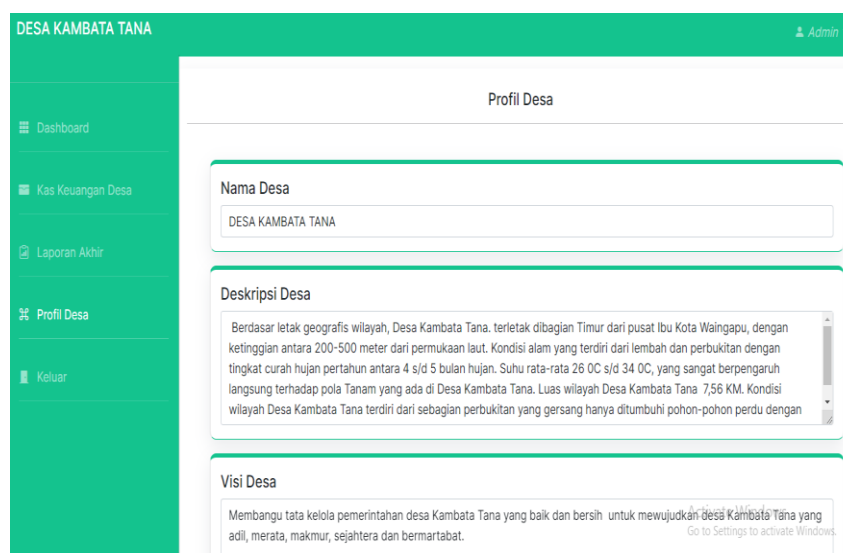 DESA KAMBATA TANA
Admin
Dashboard
Kas Keuangan Desa
Laporan Akhir
Profil Desa
Keluar
Profil Desa
Nama Desa
DESA KAMBATA TANA
Deskripsi Desa
Berdasar letak geografis wilayah, Desa Kambata Tana. terletak dibagian Timur dari pusat Ibu Kota Waingapu, dengan
ketinggian antara 200-500 meter dari permukaan laut. Kondisi alam yang terdiri dari lembah dan perbukitan dengan
tingkat curah hujan pertahun antara 4 s/d 5 bulan hujan. Suhu rata-rata 26 0C s/d 34 0C, yang sangat berpengaruh
langsung terhadap pola Tanam yang ada di Desa Kambata Tana. Luas wilayah Desa Kambata Tana 7,56 KM. Kondisi
wilayah Desa Kambata Tana terdiri dari sebagian perbukitan yang gersang hanya ditumbuhi pohon-pohon perdu dengan
Visi Desa
Membangu tata kelola pemerintahan desa Kambata Tana yang baik dan bersih untuk mewujudkan desa Kambata Tana yang
adil, merata, makmur, sejahtera dan bermartabat.
Activate Windows
Go to Settings to activate Windows.